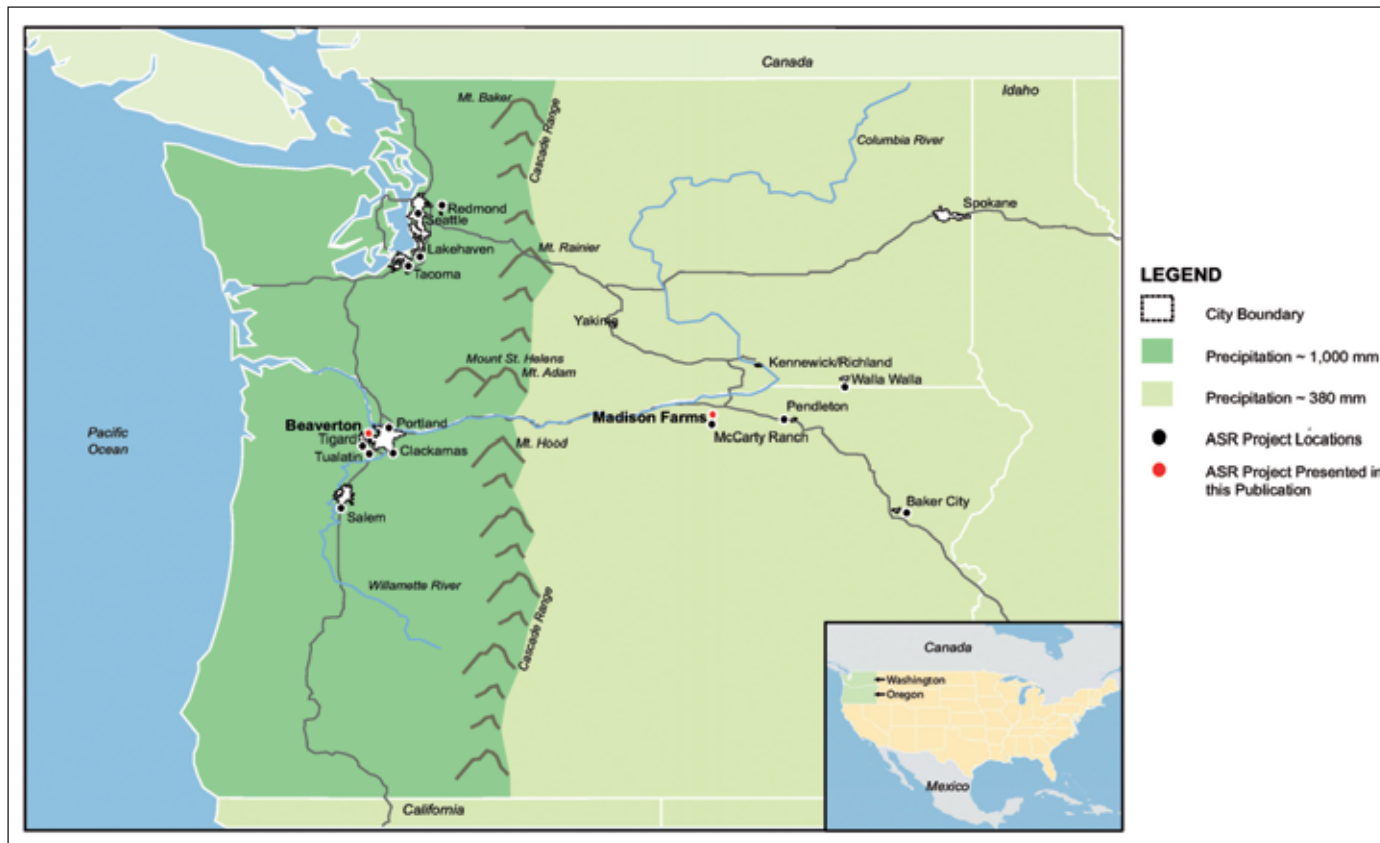 Canada
Idaho
Mt. Baker
Cascade Range
Columbia River
Redmond
Seattle
Spokane
Lakehaven
Mt. Rainier
Tacoma
Yakima
Mount St. Helens
Mt. Adam
Kennewick/Richland
Walla Walla
Beaverton
Portland
Madison Farms
Pendleton
Pacific
Ocean
Tigard
McCarty Ranch
Mt. Hood
Tualatin
Clackamas
Salem
Baker City
Willamette River
Cascade Range
California
Canada
Washington
Oregon
Mexico
LEGEND
City Boundary
Precipitation ~ 1,000 mm
Precipitation ~ 380 mm
ASR Project Locations
ASR Project Presented in
this Publication